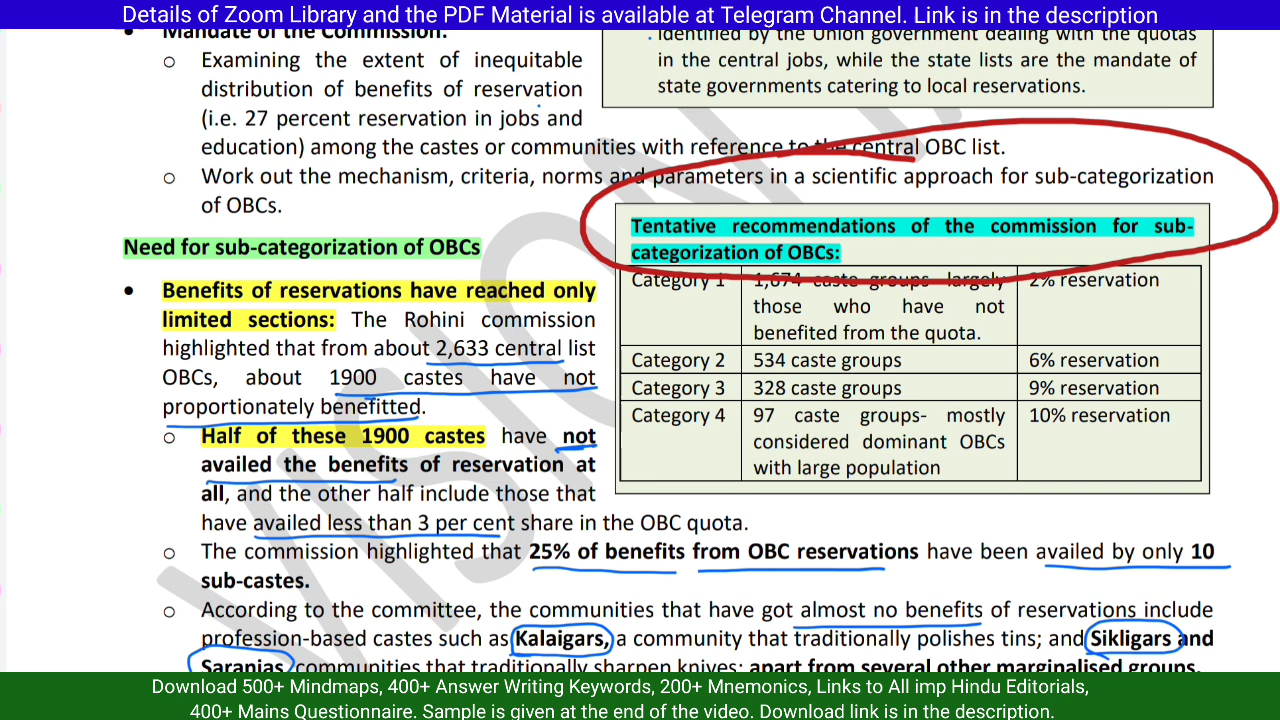 Details of Zoom Library and the PDF Material is available at Telegram Channel. Link is in the description
Mandate of the Commission:
identified by the Union government dealing with the quotas
in the central jobs, while the state lists are the mandate of
state governments catering to local reservations.
o Examining the extent of inequitable
distribution of benefits of reservation
(i.e. 27 percent reservation in jobs and
education) among the castes or communities with reference to the central OBC list.
o Work out the mechanism, criteria, norms and parameters in a scientific approach for sub-categorization
of OBCs.
Need for sub-categorization of OBCs
• Benefits of reservations have reached only
limited sections: The Rohini commission
highlighted that from about 2,633 central list
OBCs, about 1900 castes have not
proportionately benefitted.
o Half of these 1900 castes have not
availed the benefits of reservation at
all, and the other half include those that
have availed less than 3 per cent share in the OBC quota.
Tentative recommendations of the commission for sub-
categorization of OBCs:
Category 1 1,674 caste groups largely 2% reservation
those who have not
benefited from the quota.
Category 2 534 caste groups 6% reservation
Category 3 328 caste groups 9% reservation
Category 4 97 caste groups- mostly 10% reservation
considered dominant OBCs
with large population
o The commission highlighted that 25% of benefits from OBC reservations have been availed by only 10
sub-castes.
o According to the committee, the communities that have got almost no benefits of reservations include
profession-based castes such as Kalaigars, a community that traditionally polishes tins; and Sikligars and
Saranias, communities that traditionally sharpen knives; apart from several other marginalised groups.
Download 500+ Mindmaps, 400+ Answer Writing Keywords, 200+ Mnemonics, Links to All imp Hindu Editorials,
400+ Mains Questionnaire. Sample is given at the end of the video. Download link is in the description.